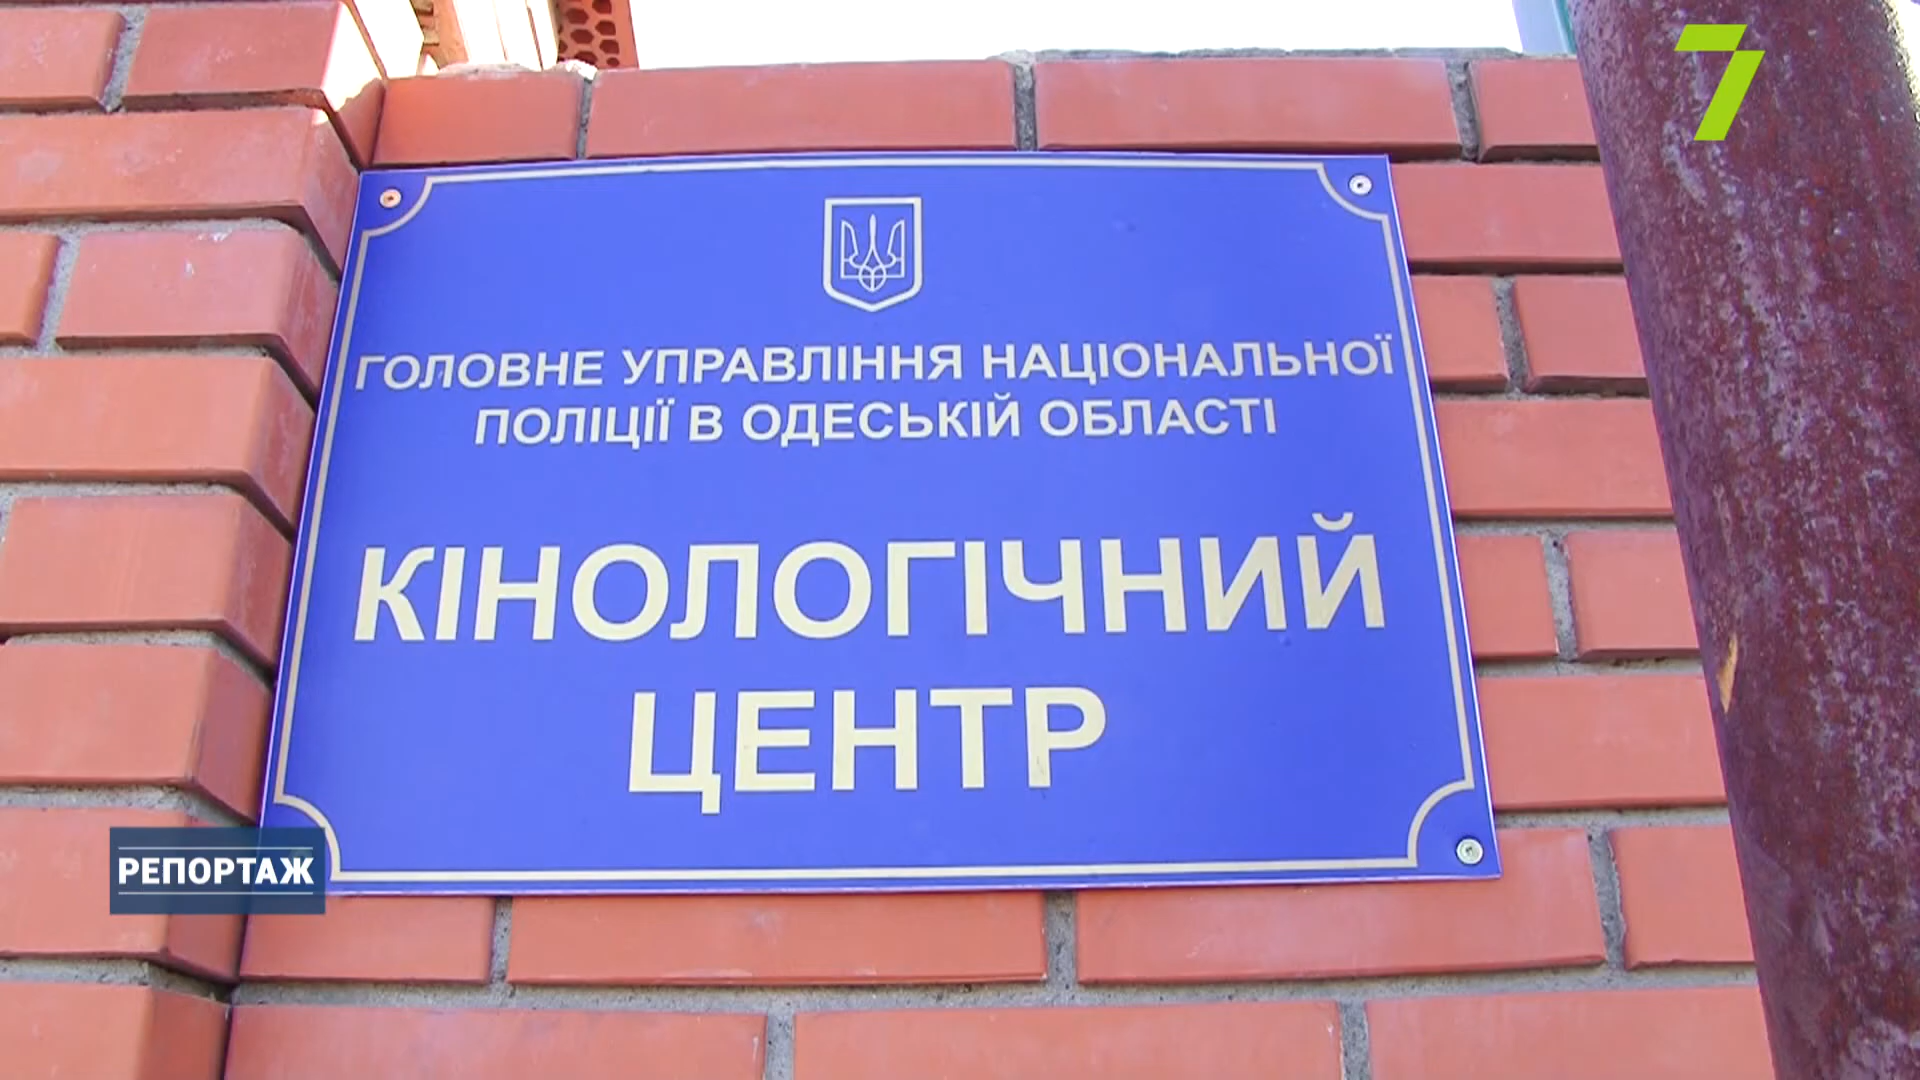 7
ГОЛОВНЕ УПРАВЛІННЯ НАЦІОНАЛЬНОЇ
ПОЛІЦІЇ В ОДЕСЬКІЙ ОБЛАСТІ
КІНОЛОГІЧНИЙ
ЦЕНТР
РЕПОРТАЖ